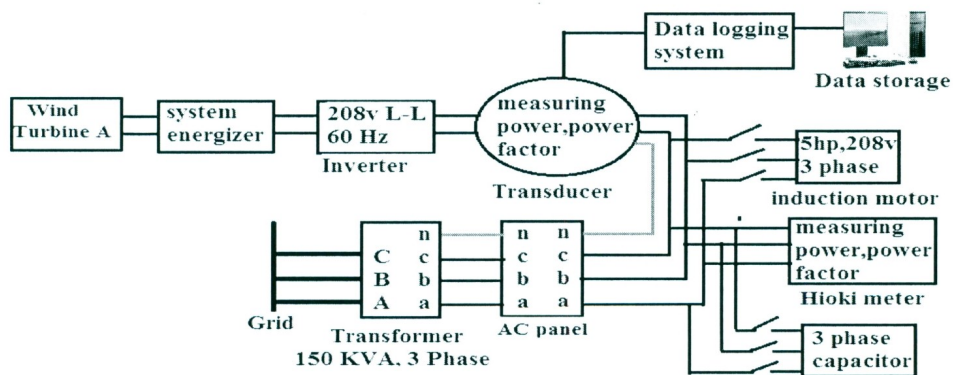 Data logging
system
Data storage
Wind
Turbine A
system
energizer
208v L-L
60 Hz
Inverter
measuring
power,power
factor
Transducer
5hp,208v
3 phase
induction motor
measuring
power,power
factor
Hioki meter
n
C c
B b
A a
n n
c c
b b
a a
Grid
Transformer
150 KVA, 3 Phase
AC panel
3 phase
capacitor